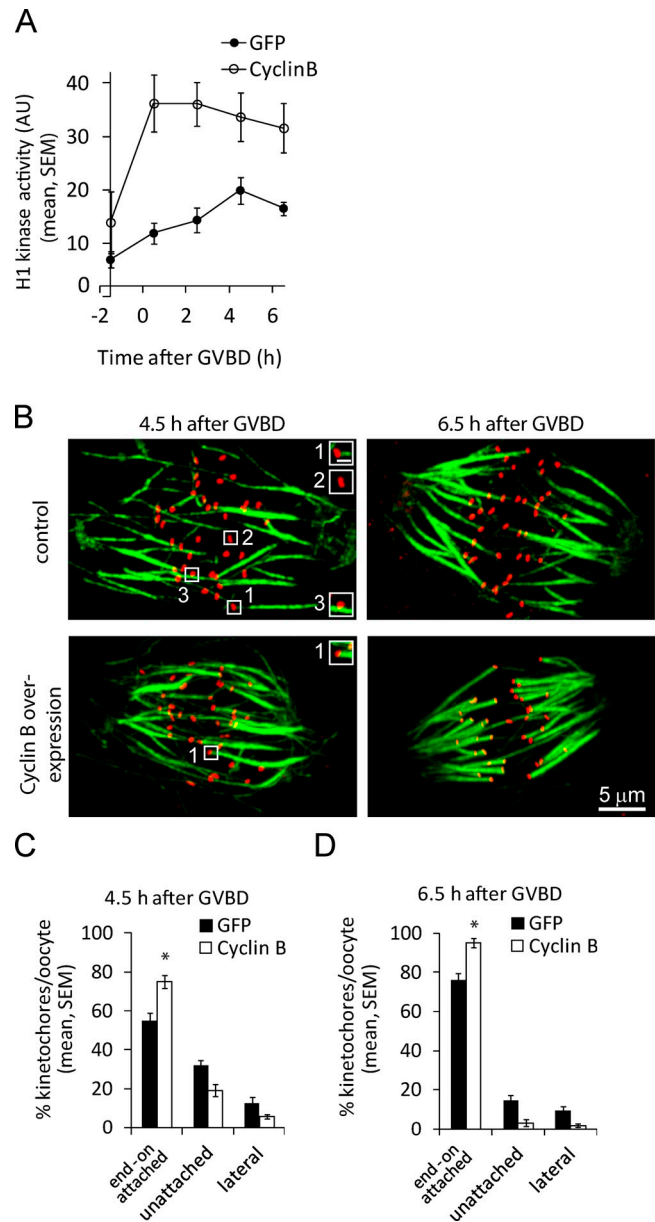 A
GFP
CyclinB
H1 kinase activity (AU)
(mean, SEM)
40
30
20
10
0
-2 0 2 4 6
Time after GVBD (h)
B
4.5 h after GVBD
6.5 h after GVBD
control
1
2
3
2
3
1
Cyclin B over-
expression
1
1
5 µm
C
4.5 h after GVBD
GFP
Cyclin B
% kinetochores/oocyte
(mean, SEM)
100
80
60
40
20
0
*
end-on
attached
unattached
lateral
D
6.5 h after GVBD
GFP
Cyclin B
% kinetochores/oocyte
(mean, SEM)
100
80
60
40
20
0
*
end-on
attached
unattached
lateral